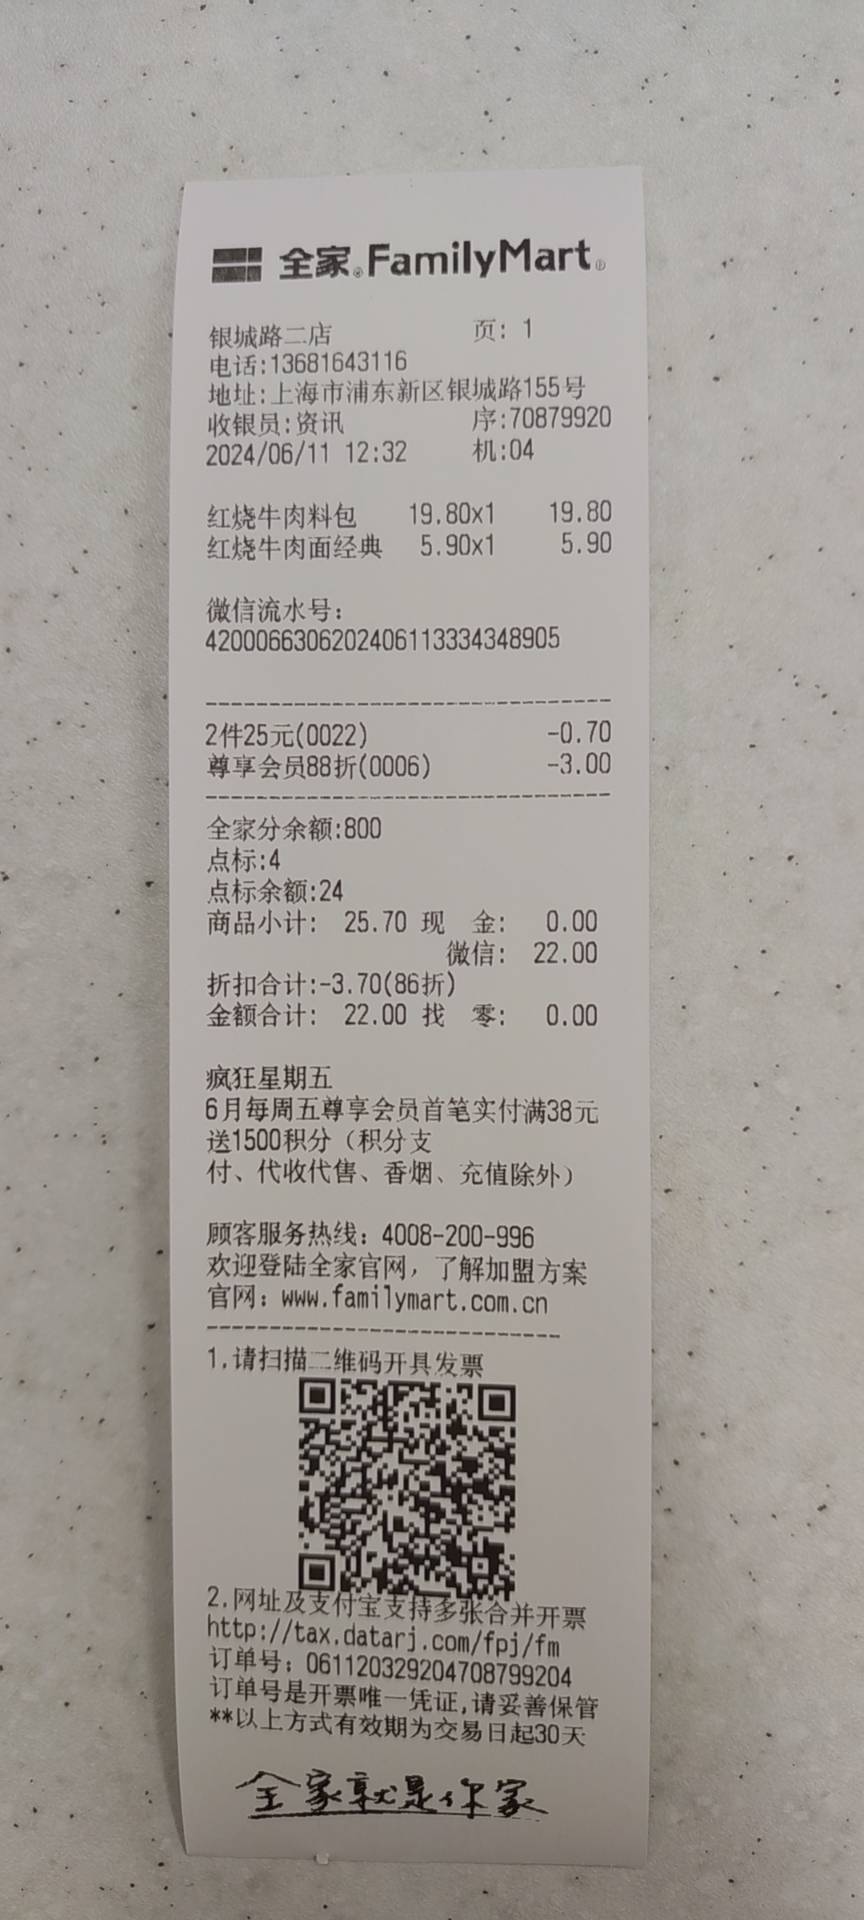 全家 FamilyMart
银城路二店 页: 1
电话:13681643116
地址:上海市浦东新区银城路155号
收银员:资讯 序:70879920
2024/06/11 12:32 机:04
红烧牛肉料包 19.80x1 19.80
红烧牛肉面经典 5.90x1 5.90
微信流水号:
4200066306202406113334348905
2件25元(0022) -0.70
尊享会员88折(0006) -3.00
全家分余额:800
点标:4
点标余额:24
商品小计: 25.70 现 金: 0.00
微信: 22.00
折扣合计:-3.70(86折)
金额合计: 22.00 找 零: 0.00
疯狂星期五
6月每周五尊享会员首笔实付满38元
送1500积分（积分支
付、代收代售、香烟、充值除外）
顾客服务热线：4008-200-996
欢迎登陆全家官网，了解加盟方案
官网：www.familymart.com.cn
1.请扫描二维码开具发票
2.网址及支付宝支持多张合并开票
http://tax.datarj.com/fpj/fm
订单号：061120329204708799204
订单号是开票唯一凭证,请妥善保管
**以上方式有效期为交易日起30天
全家就是你家